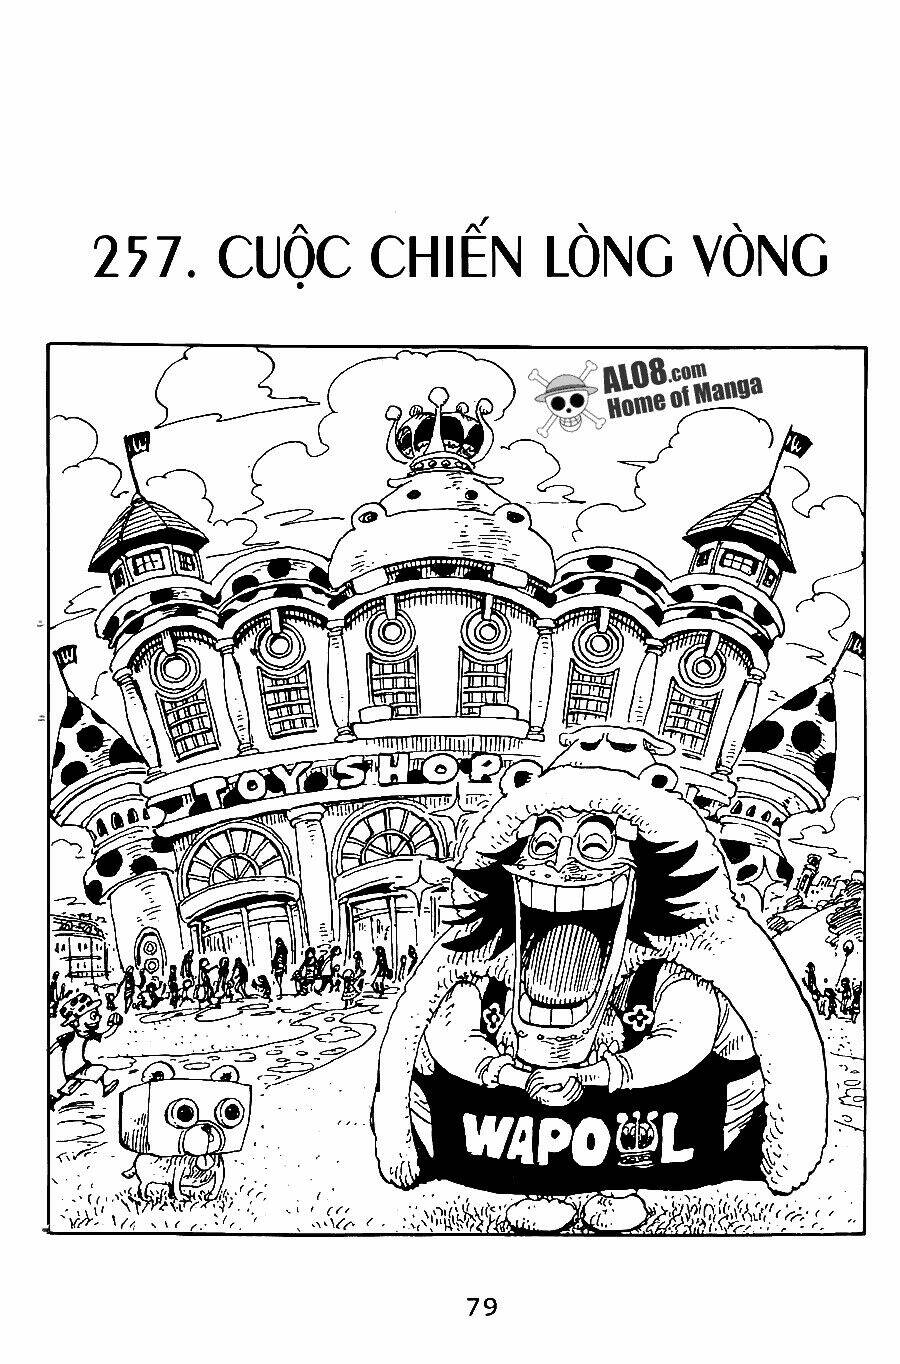 257. CUỘC CHIẾN LÒNG VÒNG
ALO8.com
Home of Manga
TOY SHOP
WAPOL
79